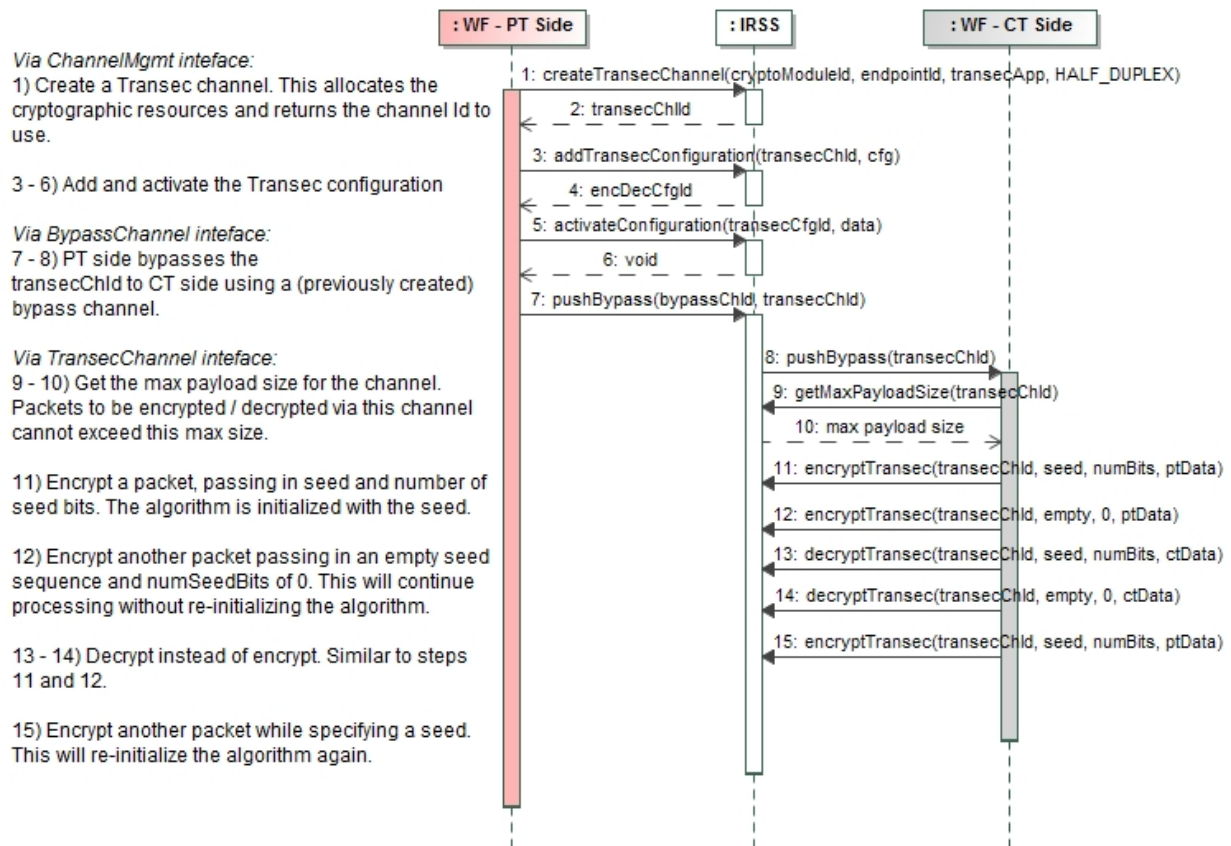 : WF - PT Side
: IRSS
: WF - CT Side
Via ChannelMgmt inteface:
1) Create a Transec channel. This allocates the
cryptographic resources and returns the channel Id to
use.
3 - 6) Add and activate the Transec configuration
Via BypassChannel inteface:
7 - 8) PT side bypasses the
transecChId to CT side using a (previously created)
bypass channel.
Via TransecChannel inteface:
9 - 10) Get the max payload size for the channel.
Packets to be encrypted / decrypted via this channel
cannot exceed this max size.
11) Encrypt a packet, passing in seed and number of
seed bits. The algorithm is initialized with the seed.
12) Encrypt another packet passing in an empty seed
sequence and numSeedBits of 0. This will continue
processing without re-initializing the algorithm.
13 - 14) Decrypt instead of encrypt. Similar to steps
11 and 12.
15) Encrypt another packet while specifying a seed.
This will re-initialize the algorithm again.
1: createTransecChannel(cryptoModuleId, endpointId, transecApp, HALF_DUPLEX)
2: transecChId
3: addTransecConfiguration(transecChId, cfg)
4: encDecCfgId
5: activateConfiguration(transecCfgId, data)
6: void
7: pushBypass(bypassChId, transecChId)
8: pushBypass(transecChId)
9: getMaxPayloadSize(transecChId)
10: max payload size
11: encryptTransec(transecChId, seed, numBits, ptData)
12: encryptTransec(transecChId, empty, 0, ptData)
13: decryptTransec(transecChId, seed, numBits, ctData)
14: decryptTransec(transecChId, empty, 0, ctData)
15: encryptTransec(transecChId, seed, numBits, ptData)